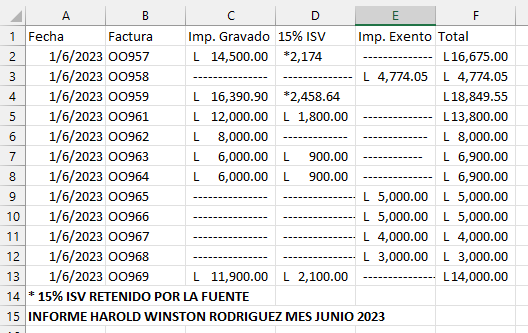 A B C D E F
1 Fecha Factura Imp. Gravado 15% ISV Imp. Exento Total
2 1/6/2023 OO957 L 14,500.00 *2,174 -------------- L16,675.00
3 1/6/2023 OO958 --------------- -------------- L 4,774.05 L 4,774.05
4 1/6/2023 OO959 L 16,390.90 *2,458.64 L18,849.55
5 1/6/2023 OO961 L 12,000.00 L 1,800.00 -------------- L13,800.00
6 1/6/2023 OO962 L 8,000.00 ------------- -------------- L 8,000.00
7 1/6/2023 OO963 L 6,000.00 L 900.00 ------------ L 6,900.00
8 1/6/2023 OO964 L 6,000.00 L 900.00 ------------- L 6,900.00
9 1/6/2023 OO965 --------------- --------------- L 5,000.00 L 5,000.00
10 1/6/2023 OO966 --------------- --------------- L 5,000.00 L 5,000.00
11 1/6/2023 OO967 --------------- --------------- L 4,000.00 L 4,000.00
12 1/6/2023 OO968 --------------- --------------- L 3,000.00 L 3,000.00
13 1/6/2023 OO969 L 11,900.00 L 2,100.00 --------------- L14,000.00
14 * 15% ISV RETENIDO POR LA FUENTE
15 INFORME HAROLD WINSTON RODRIGUEZ MES JUNIO 2023